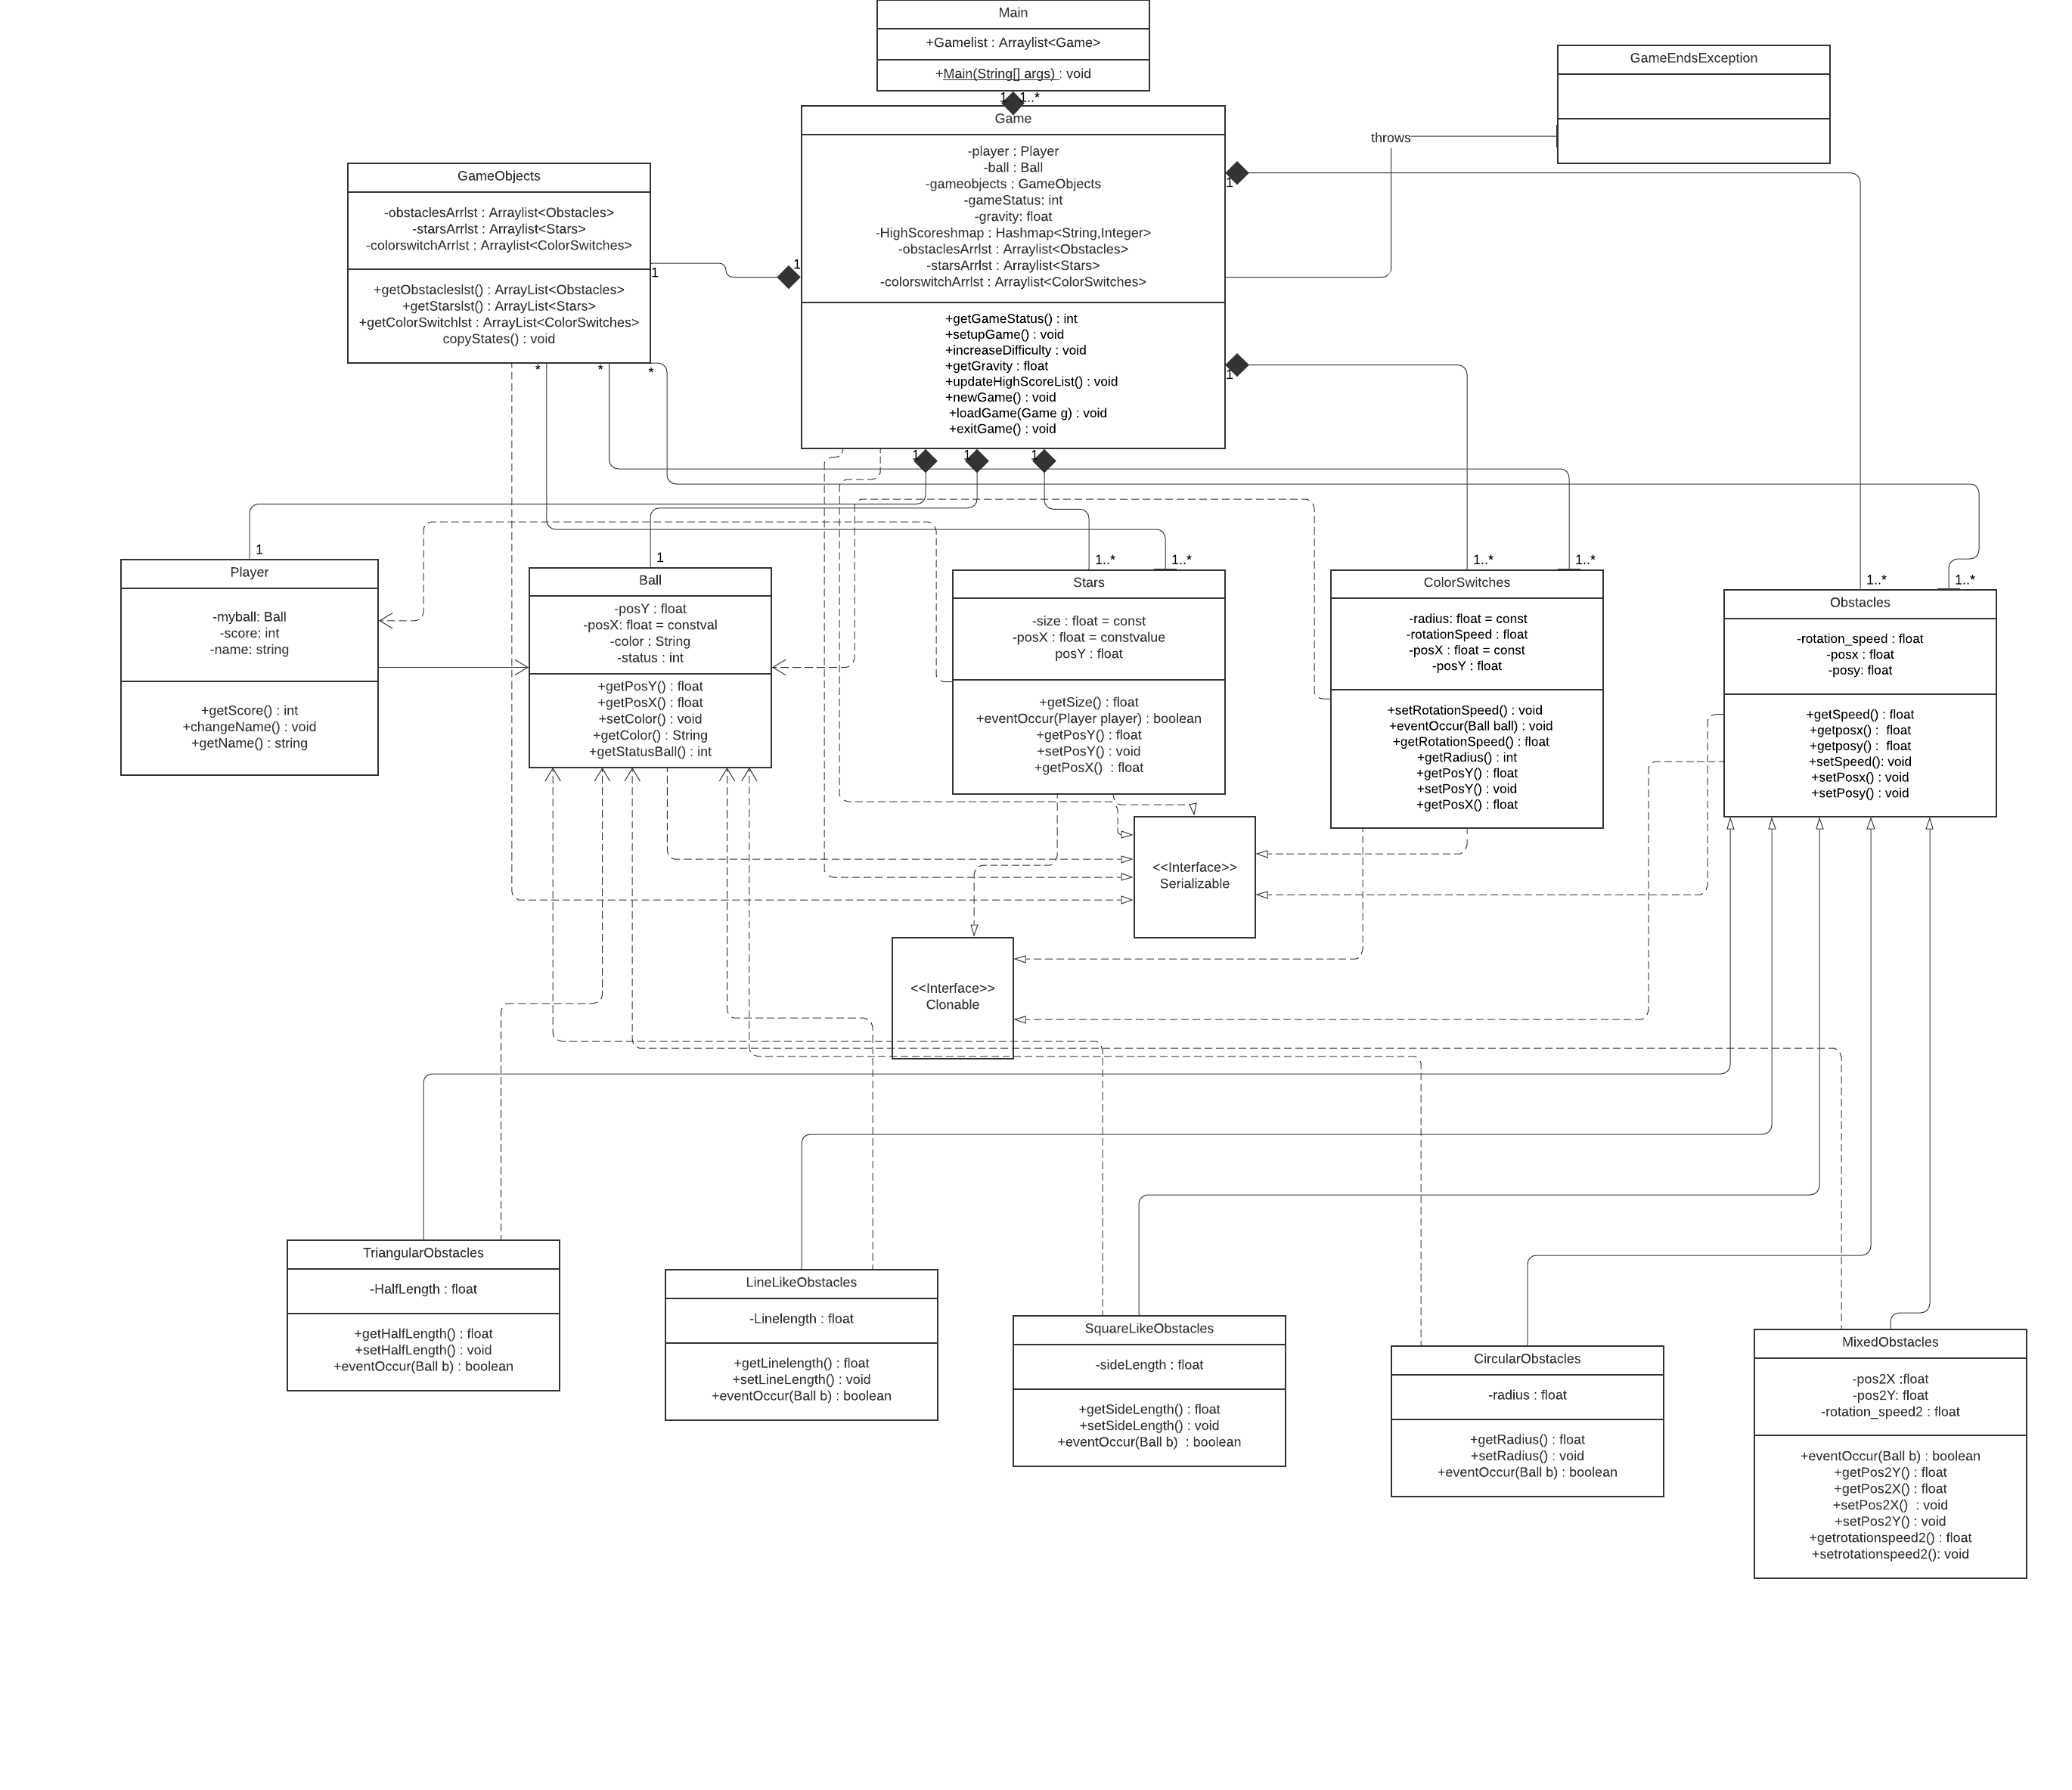 Main
+Gamelist : Arraylist<Game>
+Main(String[] args) : void
1 1..*
GameEndsException
throws
Game
-player : Player
-ball : Ball
-gameobjects : GameObjects
-gameStatus: int
-gravity: float
-HighScoreshmap : Hashmap<String,Integer>
-obstaclesArrlst : Arraylist<Obstacles>
-starsArrlst : Arraylist<Stars>
-colorswitchArrlst : Arraylist<ColorSwitches>
+getGameStatus() : int
+setupGame() : void
+increaseDifficulty : void
+getGravity : float
+updateHighScoreList() : void
+newGame() : void
+loadGame(Game g) : void
+exitGame() : void
1
1
1
1
1
1
GameObjects
-obstaclesArrlst : Arraylist<Obstacles>
-starsArrlst : Arraylist<Stars>
-colorswitchArrlst : Arraylist<ColorSwitches>
+getObstacleslst() : ArrayList<Obstacles>
+getStarslst() : ArrayList<Stars>
+getColorSwitchlst : ArrayList<ColorSwitches>
copyStates() : void
1
*
*
*
1
Player
-myball: Ball
-score: int
-name: string
+getScore() : int
+changeName() : void
+getName() : string
1
Ball
-posY : float
-posX: float = constval
-color : String
-status : int
+getPosY() : float
+getPosX() : float
+setColor() : void
+getColor() : String
+getStatusBall() : int
1..*
1..*
Stars
-size : float = const
-posX : float = constvalue
posY : float
+getSize() : float
+eventOccur(Player player) : boolean
+getPosY() : float
+setPosY() : void
+getPosX() : float
1..*
1..*
ColorSwitches
-radius: float = const
-rotationSpeed : float
-posX : float = const
-posY : float
+setRotationSpeed() : void
+eventOccur(Ball ball) : void
+getRotationSpeed() : float
+getRadius() : int
+getPosY() : float
+setPosY() : void
+getPosX() : float
1..*
1..*
Obstacles
-rotation_speed : float
-posx : float
-posy: float
+getSpeed() : float
+getposx() : float
+getposy() : float
+setSpeed(): void
+setPosx() : void
+setPosy() : void
<<Interface>>
Serializable
<<Interface>>
Clonable
TriangularObstacles
-HalfLength : float
+getHalfLength() : float
+setHalfLength() : void
+eventOccur(Ball b) : boolean
LineLikeObstacles
-Linelength : float
+getLinelength() : float
+setLineLength() : void
+eventOccur(Ball b) : boolean
SquareLikeObstacles
-sideLength : float
+getSideLength() : float
+setSideLength() : void
+eventOccur(Ball b) : boolean
CircularObstacles
-radius : float
+getRadius() : float
+setRadius() : void
+eventOccur(Ball b) : boolean
MixedObstacles
-pos2X :float
-pos2Y: float
-rotation_speed2 : float
+eventOccur(Ball b) : boolean
+getPos2Y() : float
+getPos2X() : float
+setPos2X() : void
+setPos2Y() : void
+getrotationspeed2() : float
+setrotationspeed2(): void